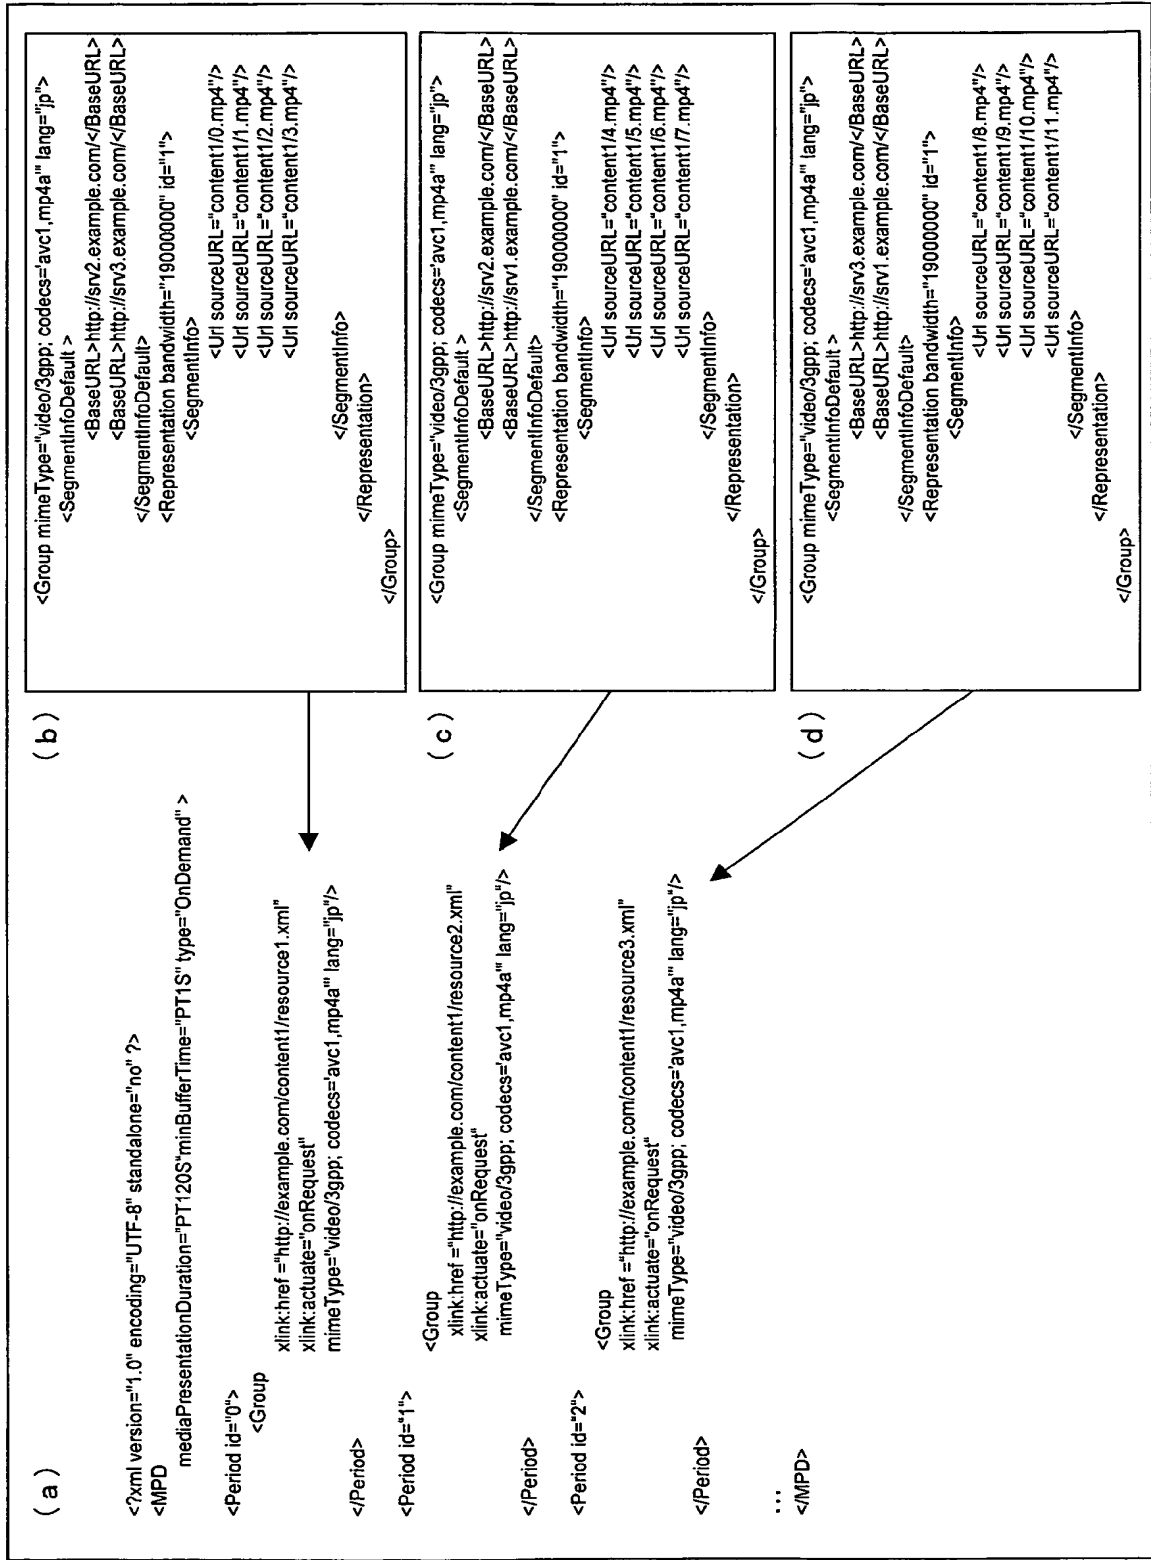 (a)
<?xml version="1.0" encoding="UTF-8" standalone="no" ?>
<MPD
mediaPresentationDuration="PT120S"minBufferTime="PT1S" type="OnDemand" >
<Period id="0">
<Group
xlink:href ="http://example.com/content1/resource1.xml"
xlink:actuate="onRequest"
mimeType="video/3gpp; codecs='avc1,mp4a'" lang="jp"/>
</Period>
<Period id="1">
<Group
xlink:href ="http://example.com/content1/resource2.xml"
xlink:actuate="onRequest"
mimeType="video/3gpp; codecs='avc1,mp4a'" lang="jp"/>
</Period>
<Period id="2">
<Group
xlink:href ="http://example.com/content1/resource3.xml"
xlink:actuate="onRequest"
mimeType="video/3gpp; codecs='avc1,mp4a'" lang="jp"/>
</Period>
...
</MPD>
(b)
<Group mimeType="video/3gpp; codecs='avc1,mp4a'" lang="jp">
<SegmentInfoDefault >
<BaseURL>http://srv2.example.com/</BaseURL>
<BaseURL>http://srv3.example.com/</BaseURL>
</SegmentInfoDefault>
<Representation bandwidth="19000000" id="1">
<SegmentInfo>
<Url sourceURL="content1/0.mp4"/>
<Url sourceURL="content1/1.mp4"/>
<Url sourceURL="content1/2.mp4"/>
<Url sourceURL="content1/3.mp4"/>
</SegmentInfo>
</Representation>
</Group>
(c)
<Group mimeType="video/3gpp; codecs='avc1,mp4a'" lang="jp">
<SegmentInfoDefault >
<BaseURL>http://srv2.example.com/</BaseURL>
<BaseURL>http://srv1.example.com/</BaseURL>
</SegmentInfoDefault>
<Representation bandwidth="19000000" id="1">
<SegmentInfo>
<Url sourceURL="content1/4.mp4"/>
<Url sourceURL="content1/5.mp4"/>
<Url sourceURL="content1/6.mp4"/>
<Url sourceURL="content1/7.mp4"/>
</SegmentInfo>
</Representation>
</Group>
(d)
<Group mimeType="video/3gpp; codecs='avc1,mp4a'" lang="jp">
<SegmentInfoDefault >
<BaseURL>http://srv3.example.com/</BaseURL>
<BaseURL>http://srv1.example.com/</BaseURL>
</SegmentInfoDefault>
<Representation bandwidth="19000000" id="1">
<SegmentInfo>
<Url sourceURL="content1/8.mp4"/>
<Url sourceURL="content1/9.mp4"/>
<Url sourceURL="content1/10.mp4"/>
<Url sourceURL="content1/11.mp4"/>
</SegmentInfo>
</Representation>
</Group>